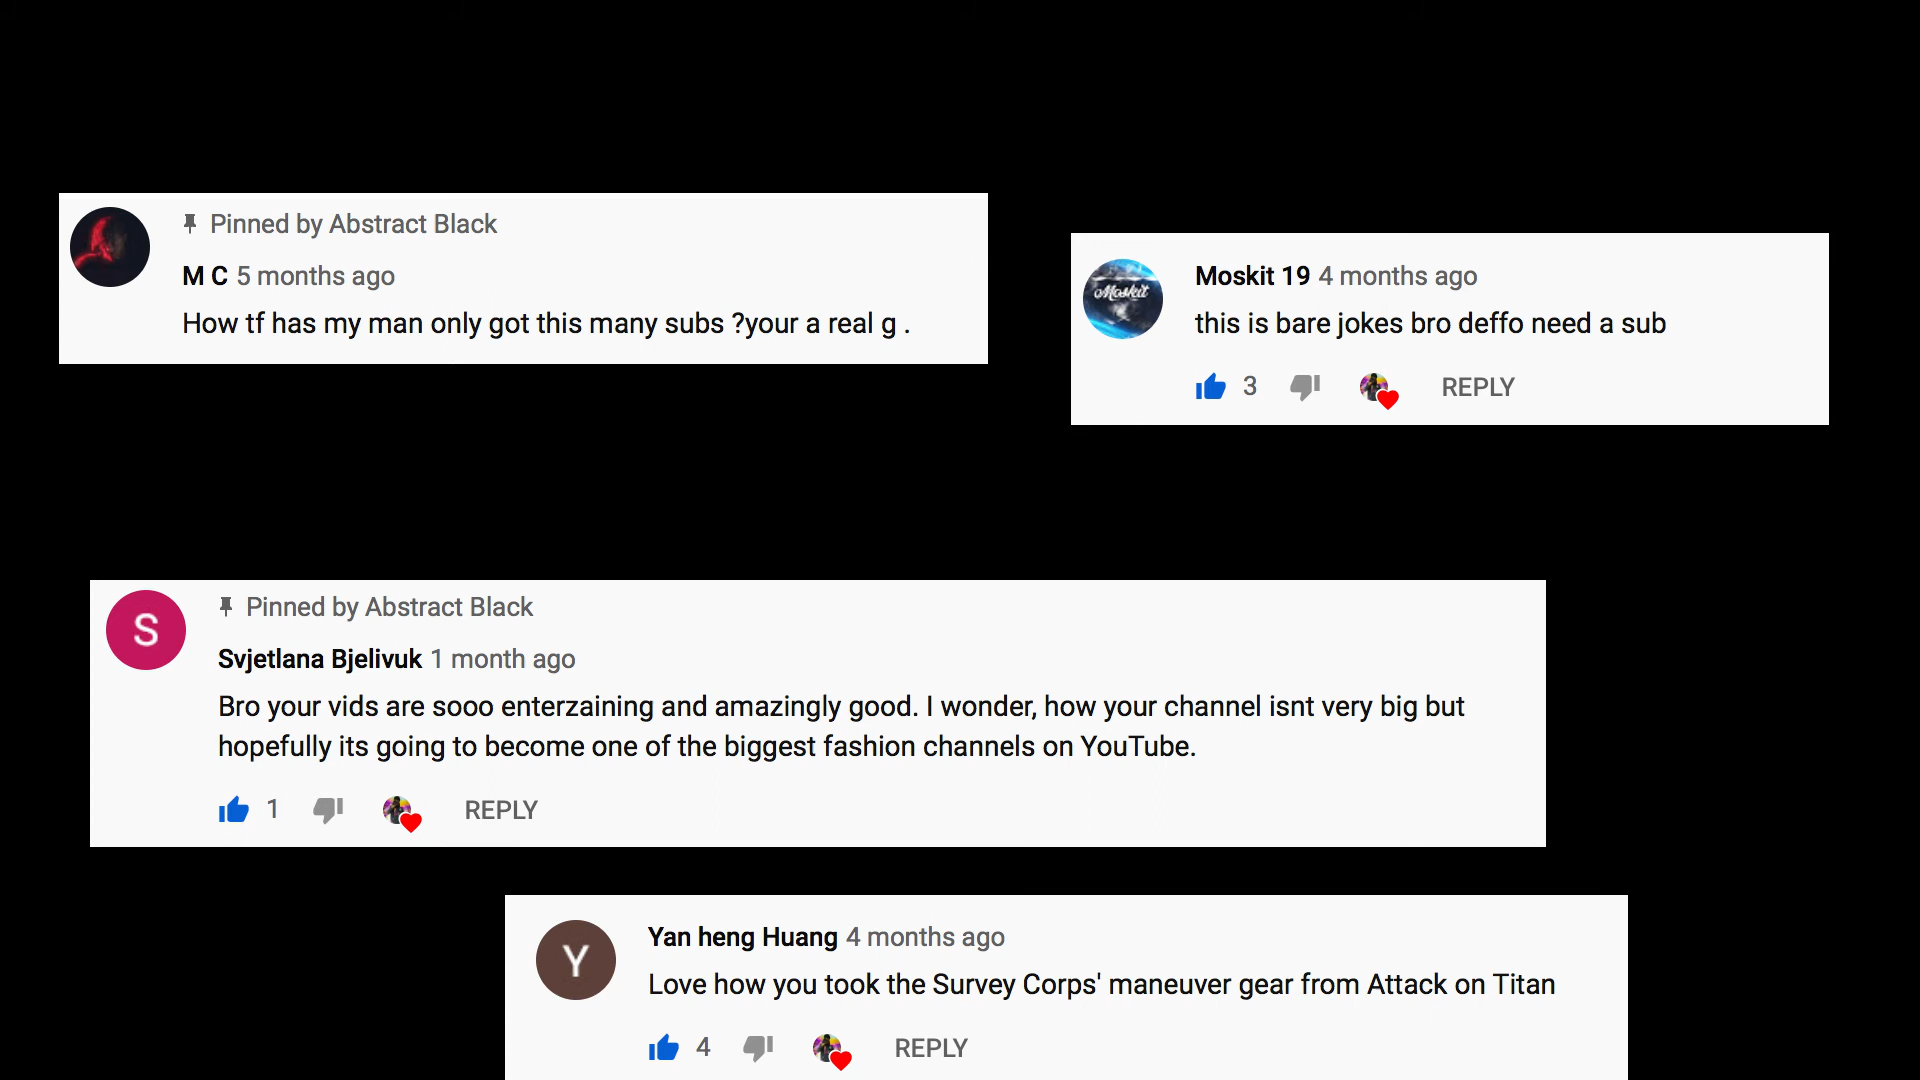 Pinned by Abstract Black
M C 5 months ago
How tf has my man only got this many subs ?your a real g .
Moskit
Moskit 19 4 months ago
this is bare jokes bro deffo need a sub
3 REPLY
S
Pinned by Abstract Black
Svjetlana Bjelivuk 1 month ago
Bro your vids are sooo enterzaining and amazingly good. I wonder, how your channel isnt very big but
hopefully its going to become one of the biggest fashion channels on YouTube.
1 REPLY
Y
Yan heng Huang 4 months ago
Love how you took the Survey Corps' maneuver gear from Attack on Titan
4 REPLY